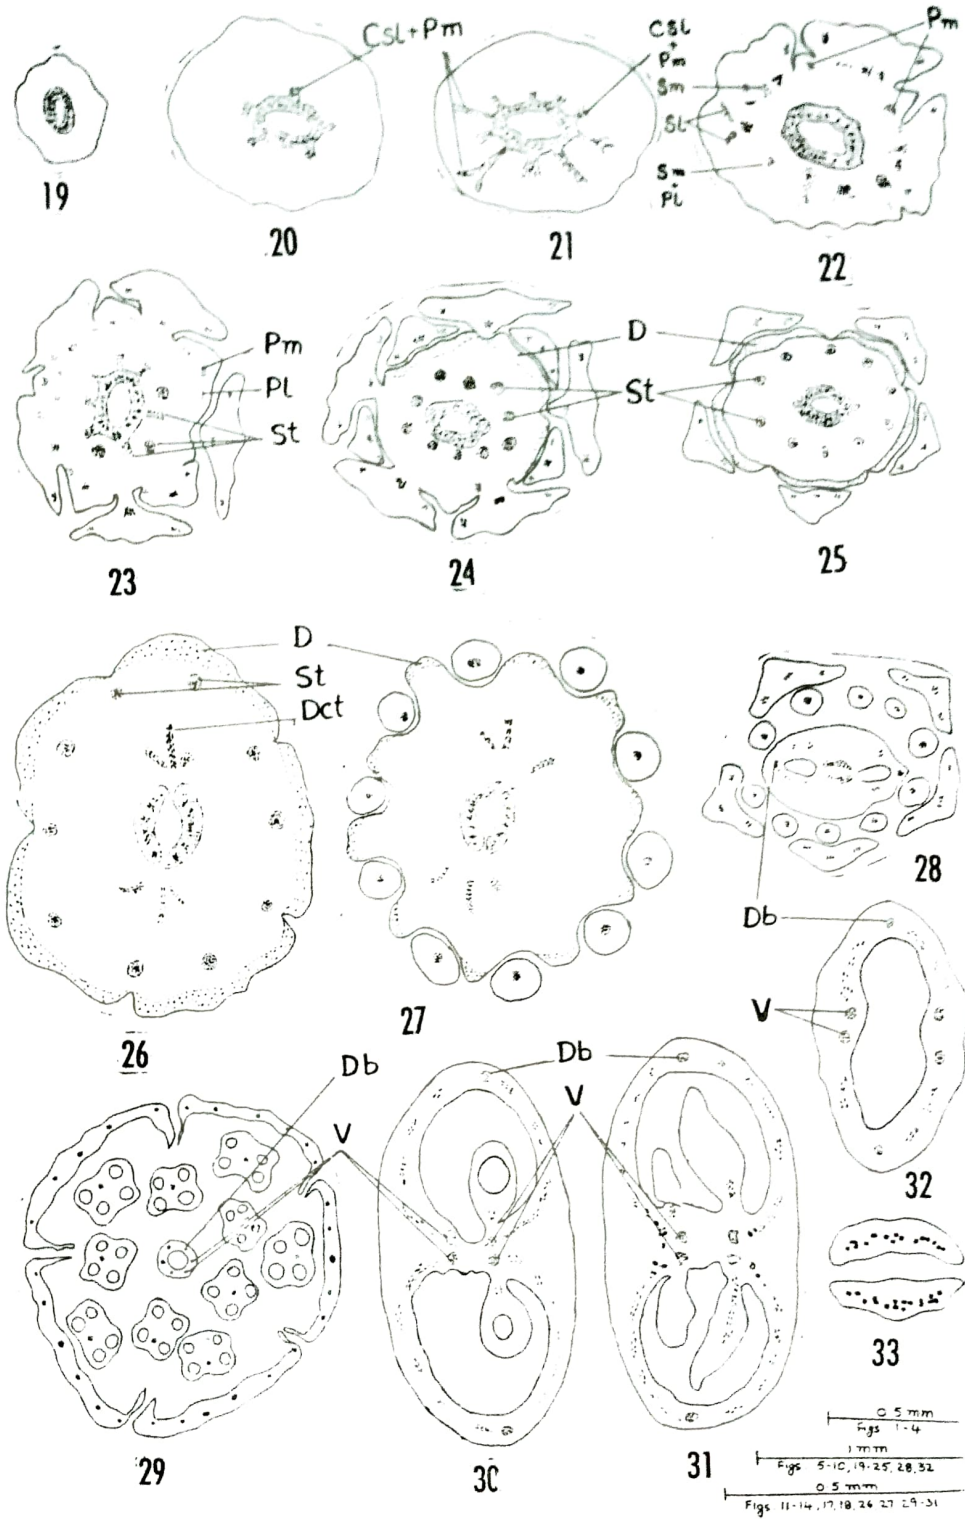 Csl+Pm
Csl
+
Pm
Sm
SL
Sm
+
Pl
Pm
19
20
21
22
Pm
Pl
St
D
St
23
24
25
D
St
Dct
26
27
28
Db
V
32
Db
V
Db
V
29
30
31
33
0 5 mm
Figs 1-4
1 mm
Figs 5-10, 19-25, 28, 32
0 5 mm
Figs 11-14, 17, 18, 26 27 29-31